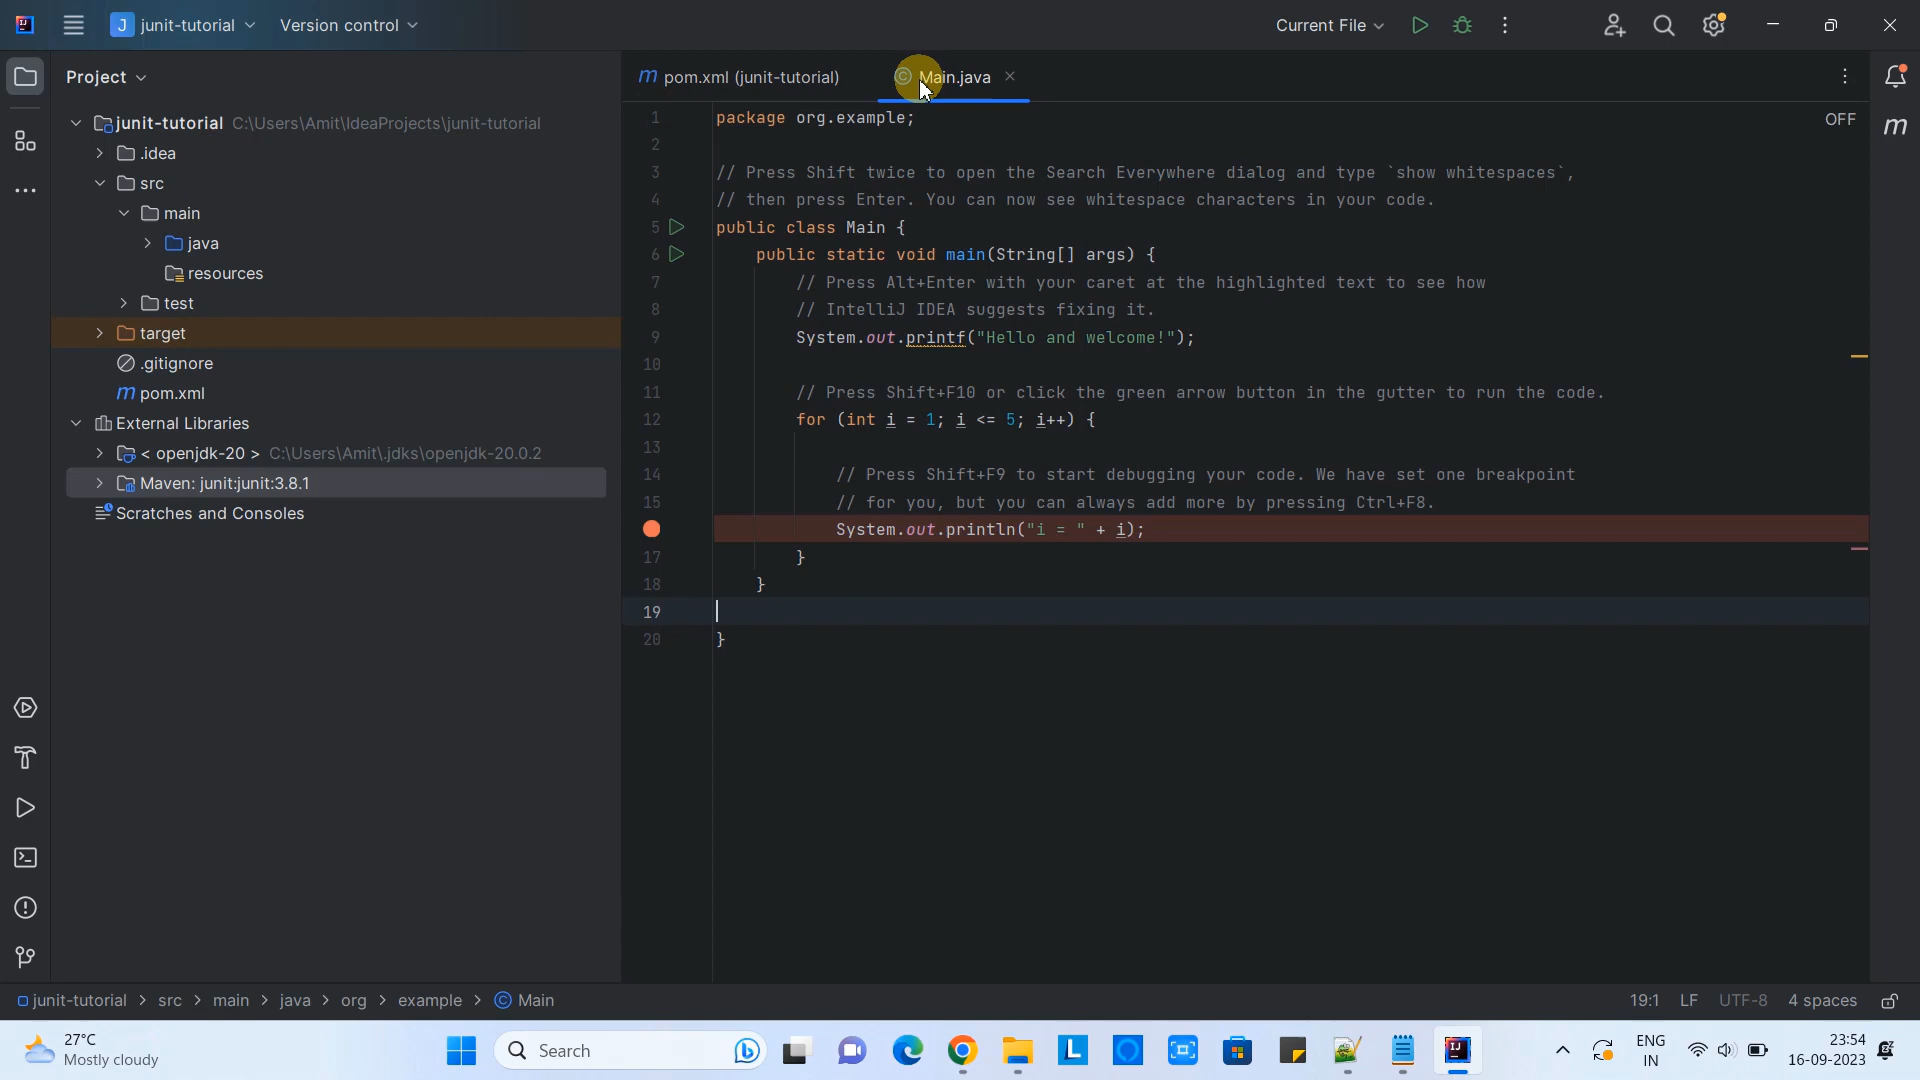 IJ
J junit-tutorial
Version control
Current File
Project
m pom.xml (junit-tutorial)
Main.java
m
junit-tutorial C:\Users\Amit\IdeaProjects\junit-tutorial
.idea
src
main
java
resources
test
target
.gitignore
m pom.xml
External Libraries
< openjdk-20 > C:\Users\Amit\.jdks\openjdk-20.0.2
Maven: junit:junit:3.8.1
Scratches and Consoles
OFF
1 package org.example;
2
3 // Press Shift twice to open the Search Everywhere dialog and type `show whitespaces`,
4 // then press Enter. You can now see whitespace characters in your code.
5 public class Main {
6 public static void main(String[] args) {
7 // Press Alt+Enter with your caret at the highlighted text to see how
8 // IntelliJ IDEA suggests fixing it.
9 System.out.printf("Hello and welcome!");
10
11 // Press Shift+F10 or click the green arrow button in the gutter to run the code.
12 for (int i = 1; i <= 5; i++) {
13
14 // Press Shift+F9 to start debugging your code. We have set one breakpoint
15 // for you, but you can always add more by pressing Ctrl+F8.
System.out.println("i = " + i);
17 }
18 }
19
20 }
junit-tutorial > src > main > java > org > example > Main
19:1 LF UTF-8 4 spaces
27°C
Mostly cloudy
Search
L
IJ
ENG
IN
23:54
16-09-2023